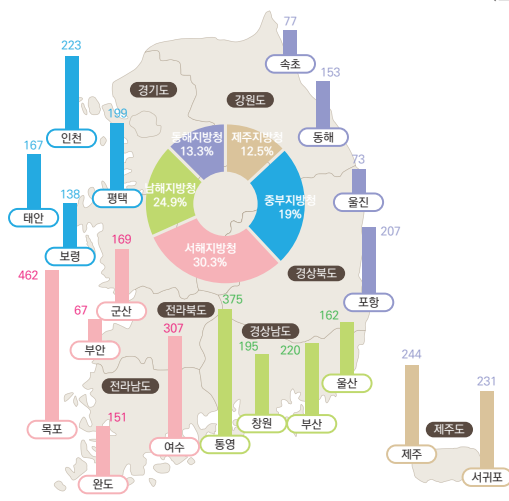 77
속초
223
경기도
강원도
153
동해
199
인천
167
동해지방청
13.3%
제주지방청
12.5%
73
남해지방청
24.9%
중부지방청
19%
138
평택
태안
울진
207
서해지방청
30.3%
보령
169
462
경상북도
포항
67
군산
전라북도
375
307
경상남도
162
195
220
부안
244
전라남도
울산
231
151
목포
여수
통영
창원
부산
제주도
제주
완도
서귀포